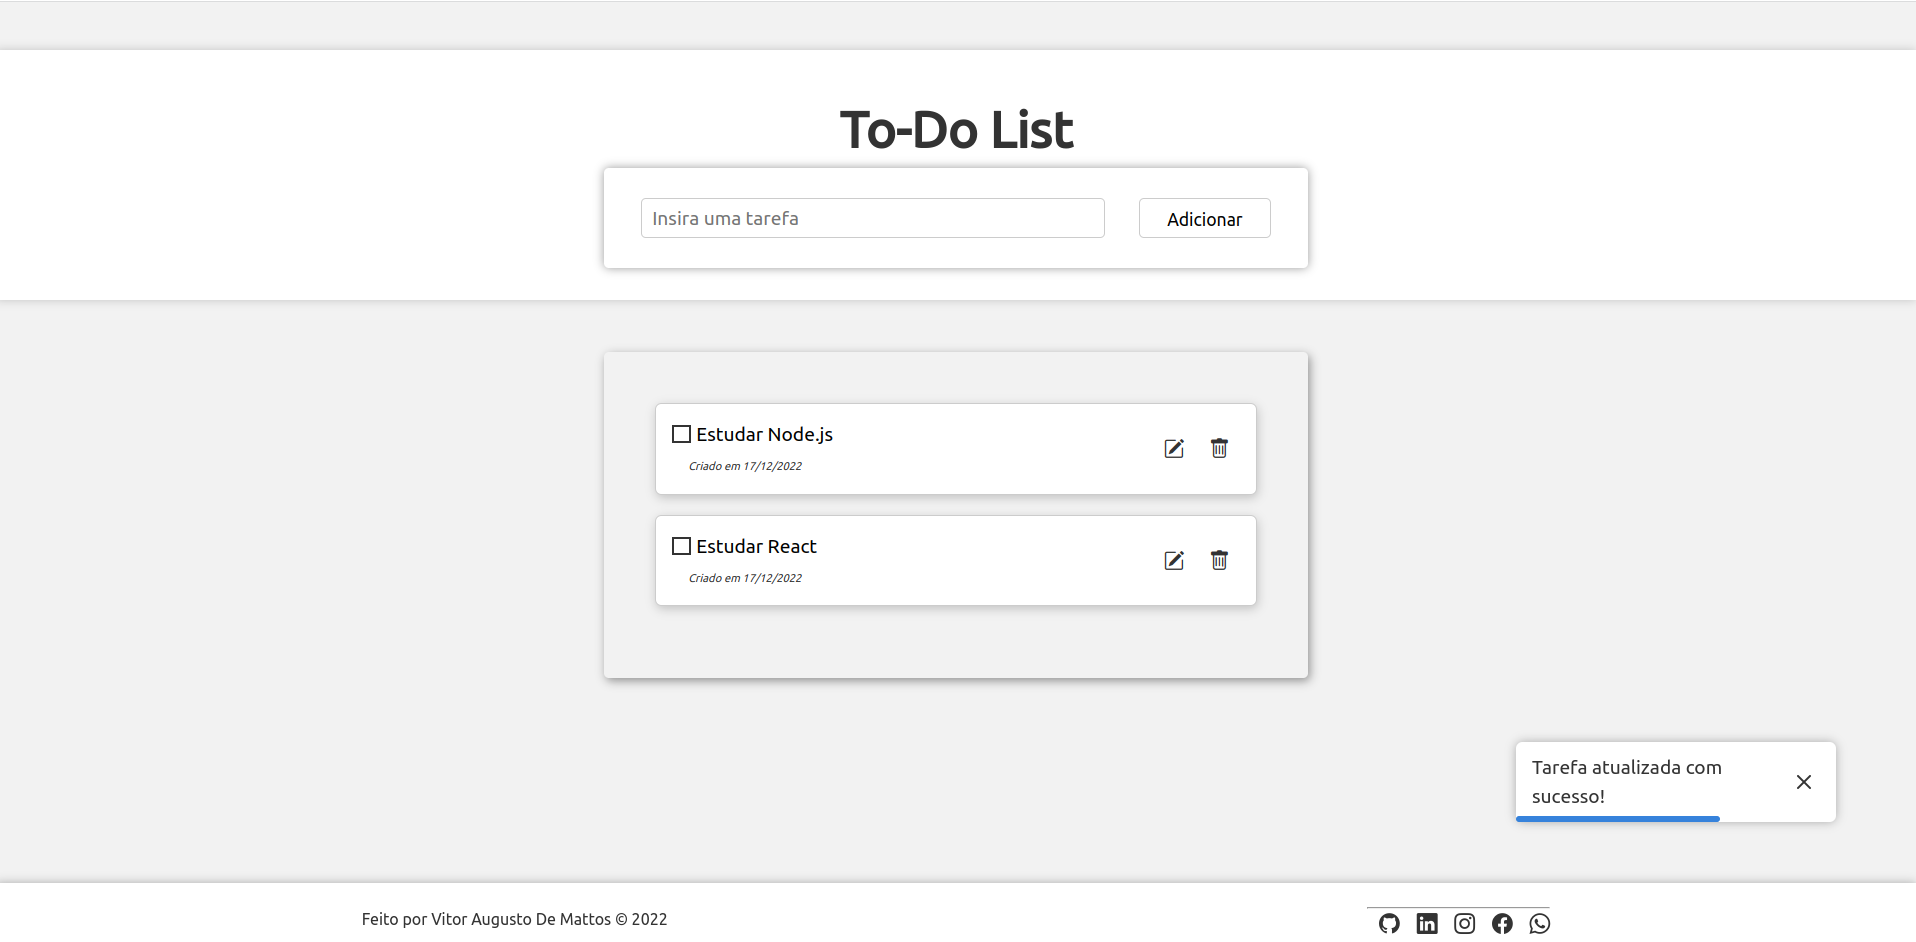 To-Do List
Insira uma tarefa
Adicionar
Estudar Node.js
Criado em 17/12/2022
Estudar React
Criado em 17/12/2022
Tarefa atualizada com
sucesso!
Feito por Vitor Augusto De Mattos © 2022